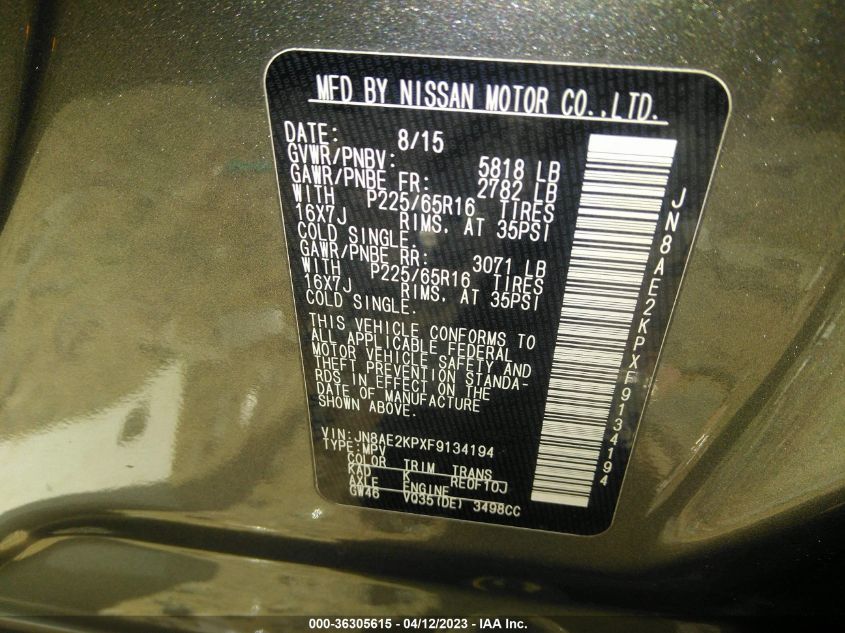 MFD BY NISSAN MOTOR CO.,LTD.
DATE: 8/15
GVWR/PNBV: 5818 LB
GAWR/PNBE FR: 2782 LB
WITH P225/65R16 TIRES
16X7J RIMS, AT 35PSI
COLD SINGLE.
GAWR/PNBE RR: 3071 LB
WITH P225/65R16 TIRES
16X7J RIMS, AT 35PSI
COLD SINGLE.
THIS VEHICLE CONFORMS TO
ALL APPLICABLE FEDERAL
MOTOR VEHICLE SAFETY AND
THEFT PREVENTION STANDA-
RDS IN EFFECT ON THE
DATE OF MANUFACTURE
SHOWN ABOVE.
VIN:JN8AE2KPXF9134194
TYPE:MPV
COLOR TRIM TRANS
KAD K RE0F10J
AXLE ENGINE
GW46 VQ35(DE) 3498CC
JN8AE2KPXF9134194
000-36305615 - 04/12/2023 - IAA Inc.